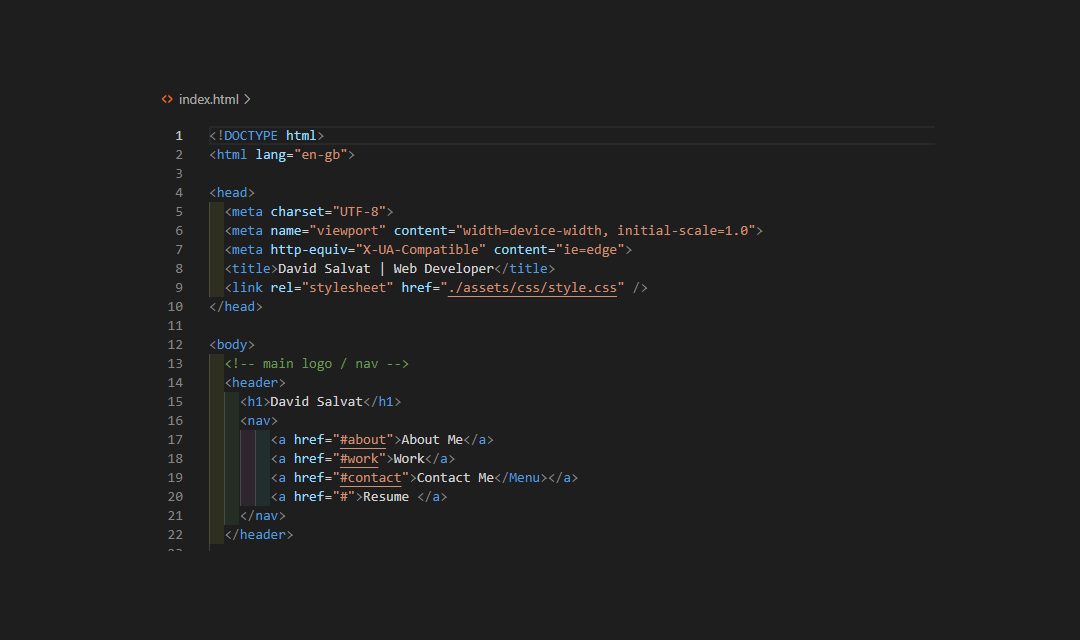 index.html
1 <!DOCTYPE html>
2 <html lang="en-gb">
3
4 <head>
5 <meta charset="UTF-8">
6 <meta name="viewport" content="width=device-width, initial-scale=1.0">
7 <meta http-equiv="X-UA-Compatible" content="ie=edge">
8 <title>David Salvat | Web Developer</title>
9 <link rel="stylesheet" href="./assets/css/style.css" />
10 </head>
11
12 <body>
13 <!-- main logo / nav -->
14 <header>
15 <h1>David Salvat</h1>
16 <nav>
17 <a href="#about">About Me</a>
18 <a href="#work">Work</a>
19 <a href="#contact">Contact Me</Menu></a>
20 <a href="#">Resume </a>
21 </nav>
22 </header>